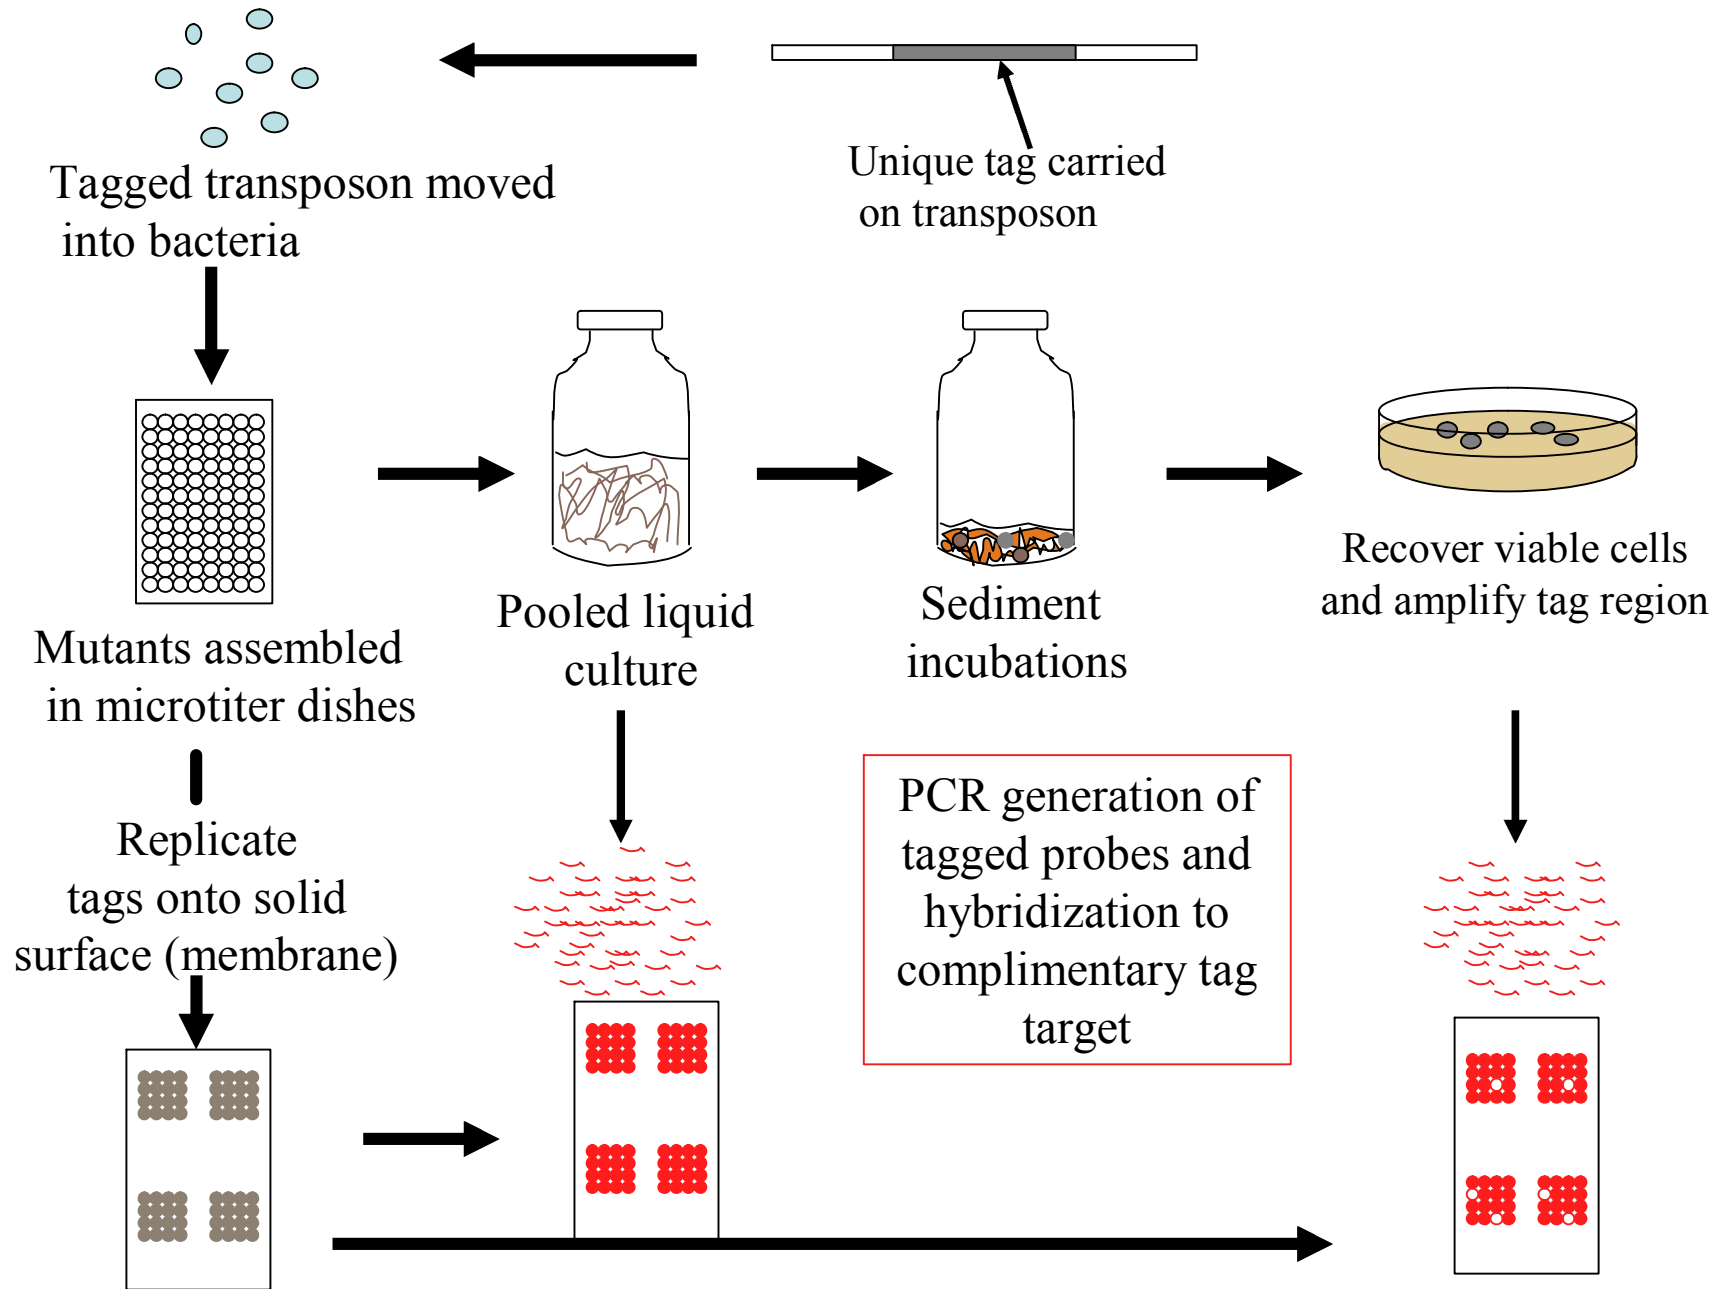 Unique tag carried
on transposon
Tagged transposon moved
into bacteria
Mutants assembled
in microtiter dishes
Pooled liquid
culture
Sediment
incubations
Recover viable cells
and amplify tag region
Replicate
tags onto solid
surface (membrane)
PCR generation of
tagged probes and
hybridization to
complimentary tag
target